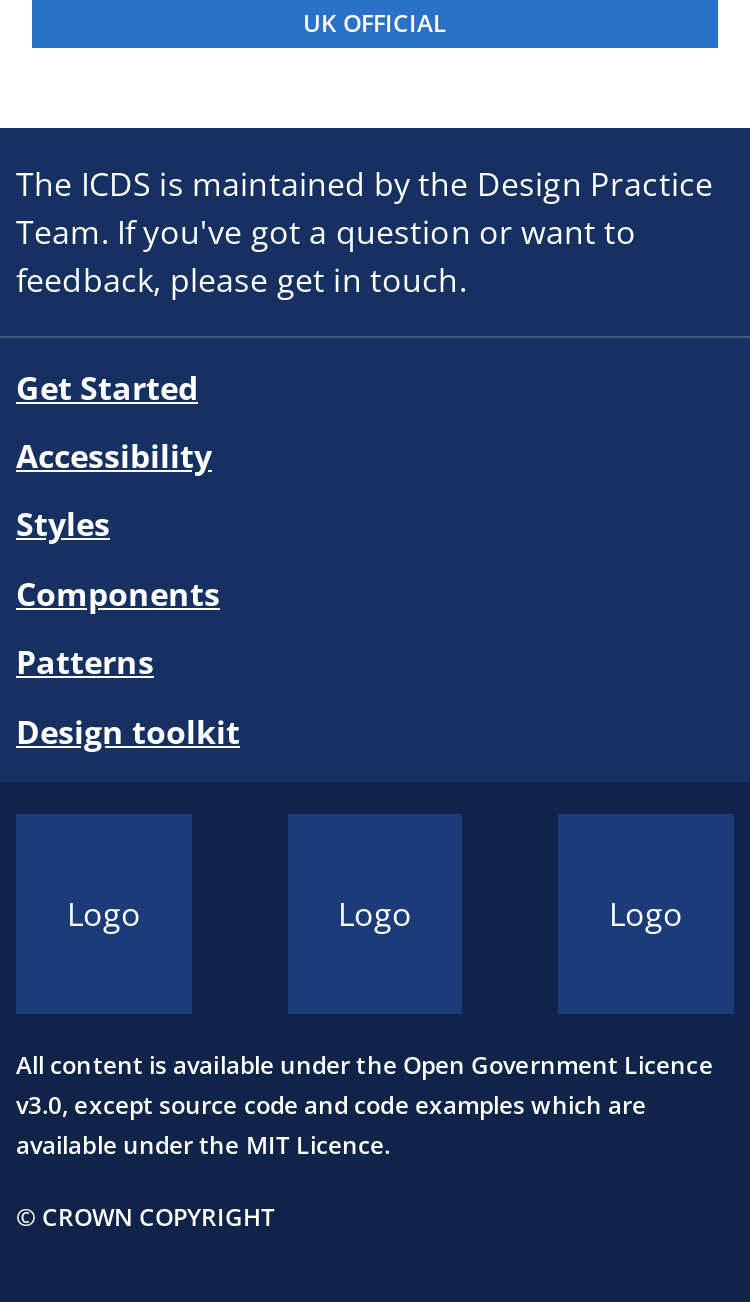 UK OFFICIAL
The ICDS is maintained by the Design Practice
Team. If you've got a question or want to
feedback, please get in touch.
Get Started
Accessibility
Styles
Components
Patterns
Design toolkit
Logo
Logo
Logo
All content is available under the Open Government Licence
v3.0, except source code and code examples which are
available under the MIT Licence.
© CROWN COPYRIGHT